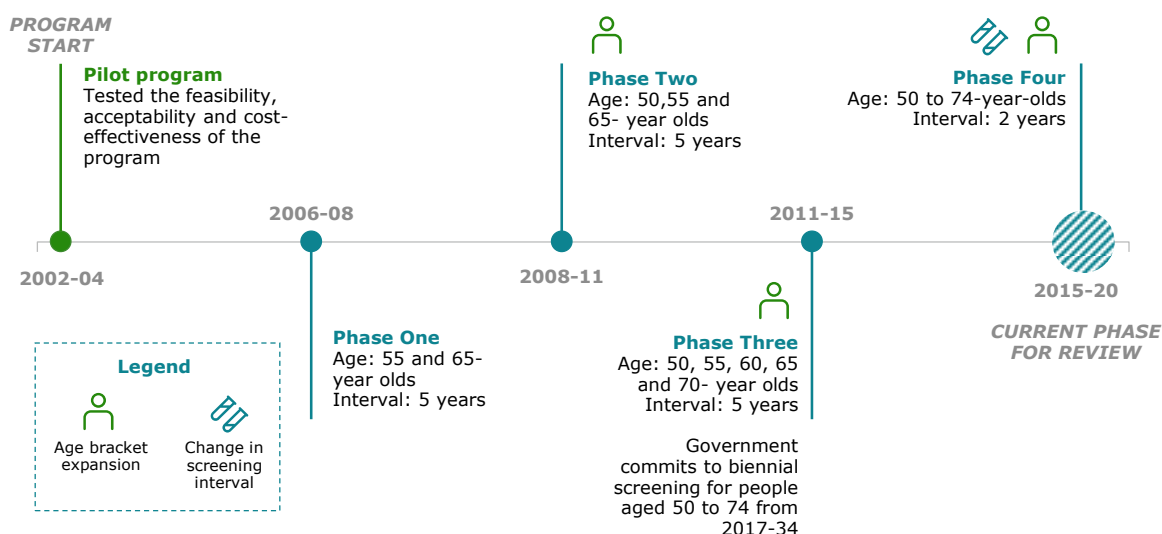 PROGRAM
START
Pilot program
Tested the feasibility,
acceptability and cost-
effectiveness of the
program
2002-04
2006-08
Phase One
Age: 55 and 65-
year olds
Interval: 5 years
Phase Two
Age: 50,55 and
65- year olds
Interval: 5 years
2008-11
2011-15
Phase Three
Age: 50, 55, 60, 65
and 70- year olds
Interval: 5 years
Government
commits to biennial
screening for people
aged 50 to 74 from
2017-34
Phase Four
Age: 50 to 74-year-olds
Interval: 2 years
2015-20
CURRENT PHASE
FOR REVIEW
Legend
Age bracket
expansion
Change in
screening
interval